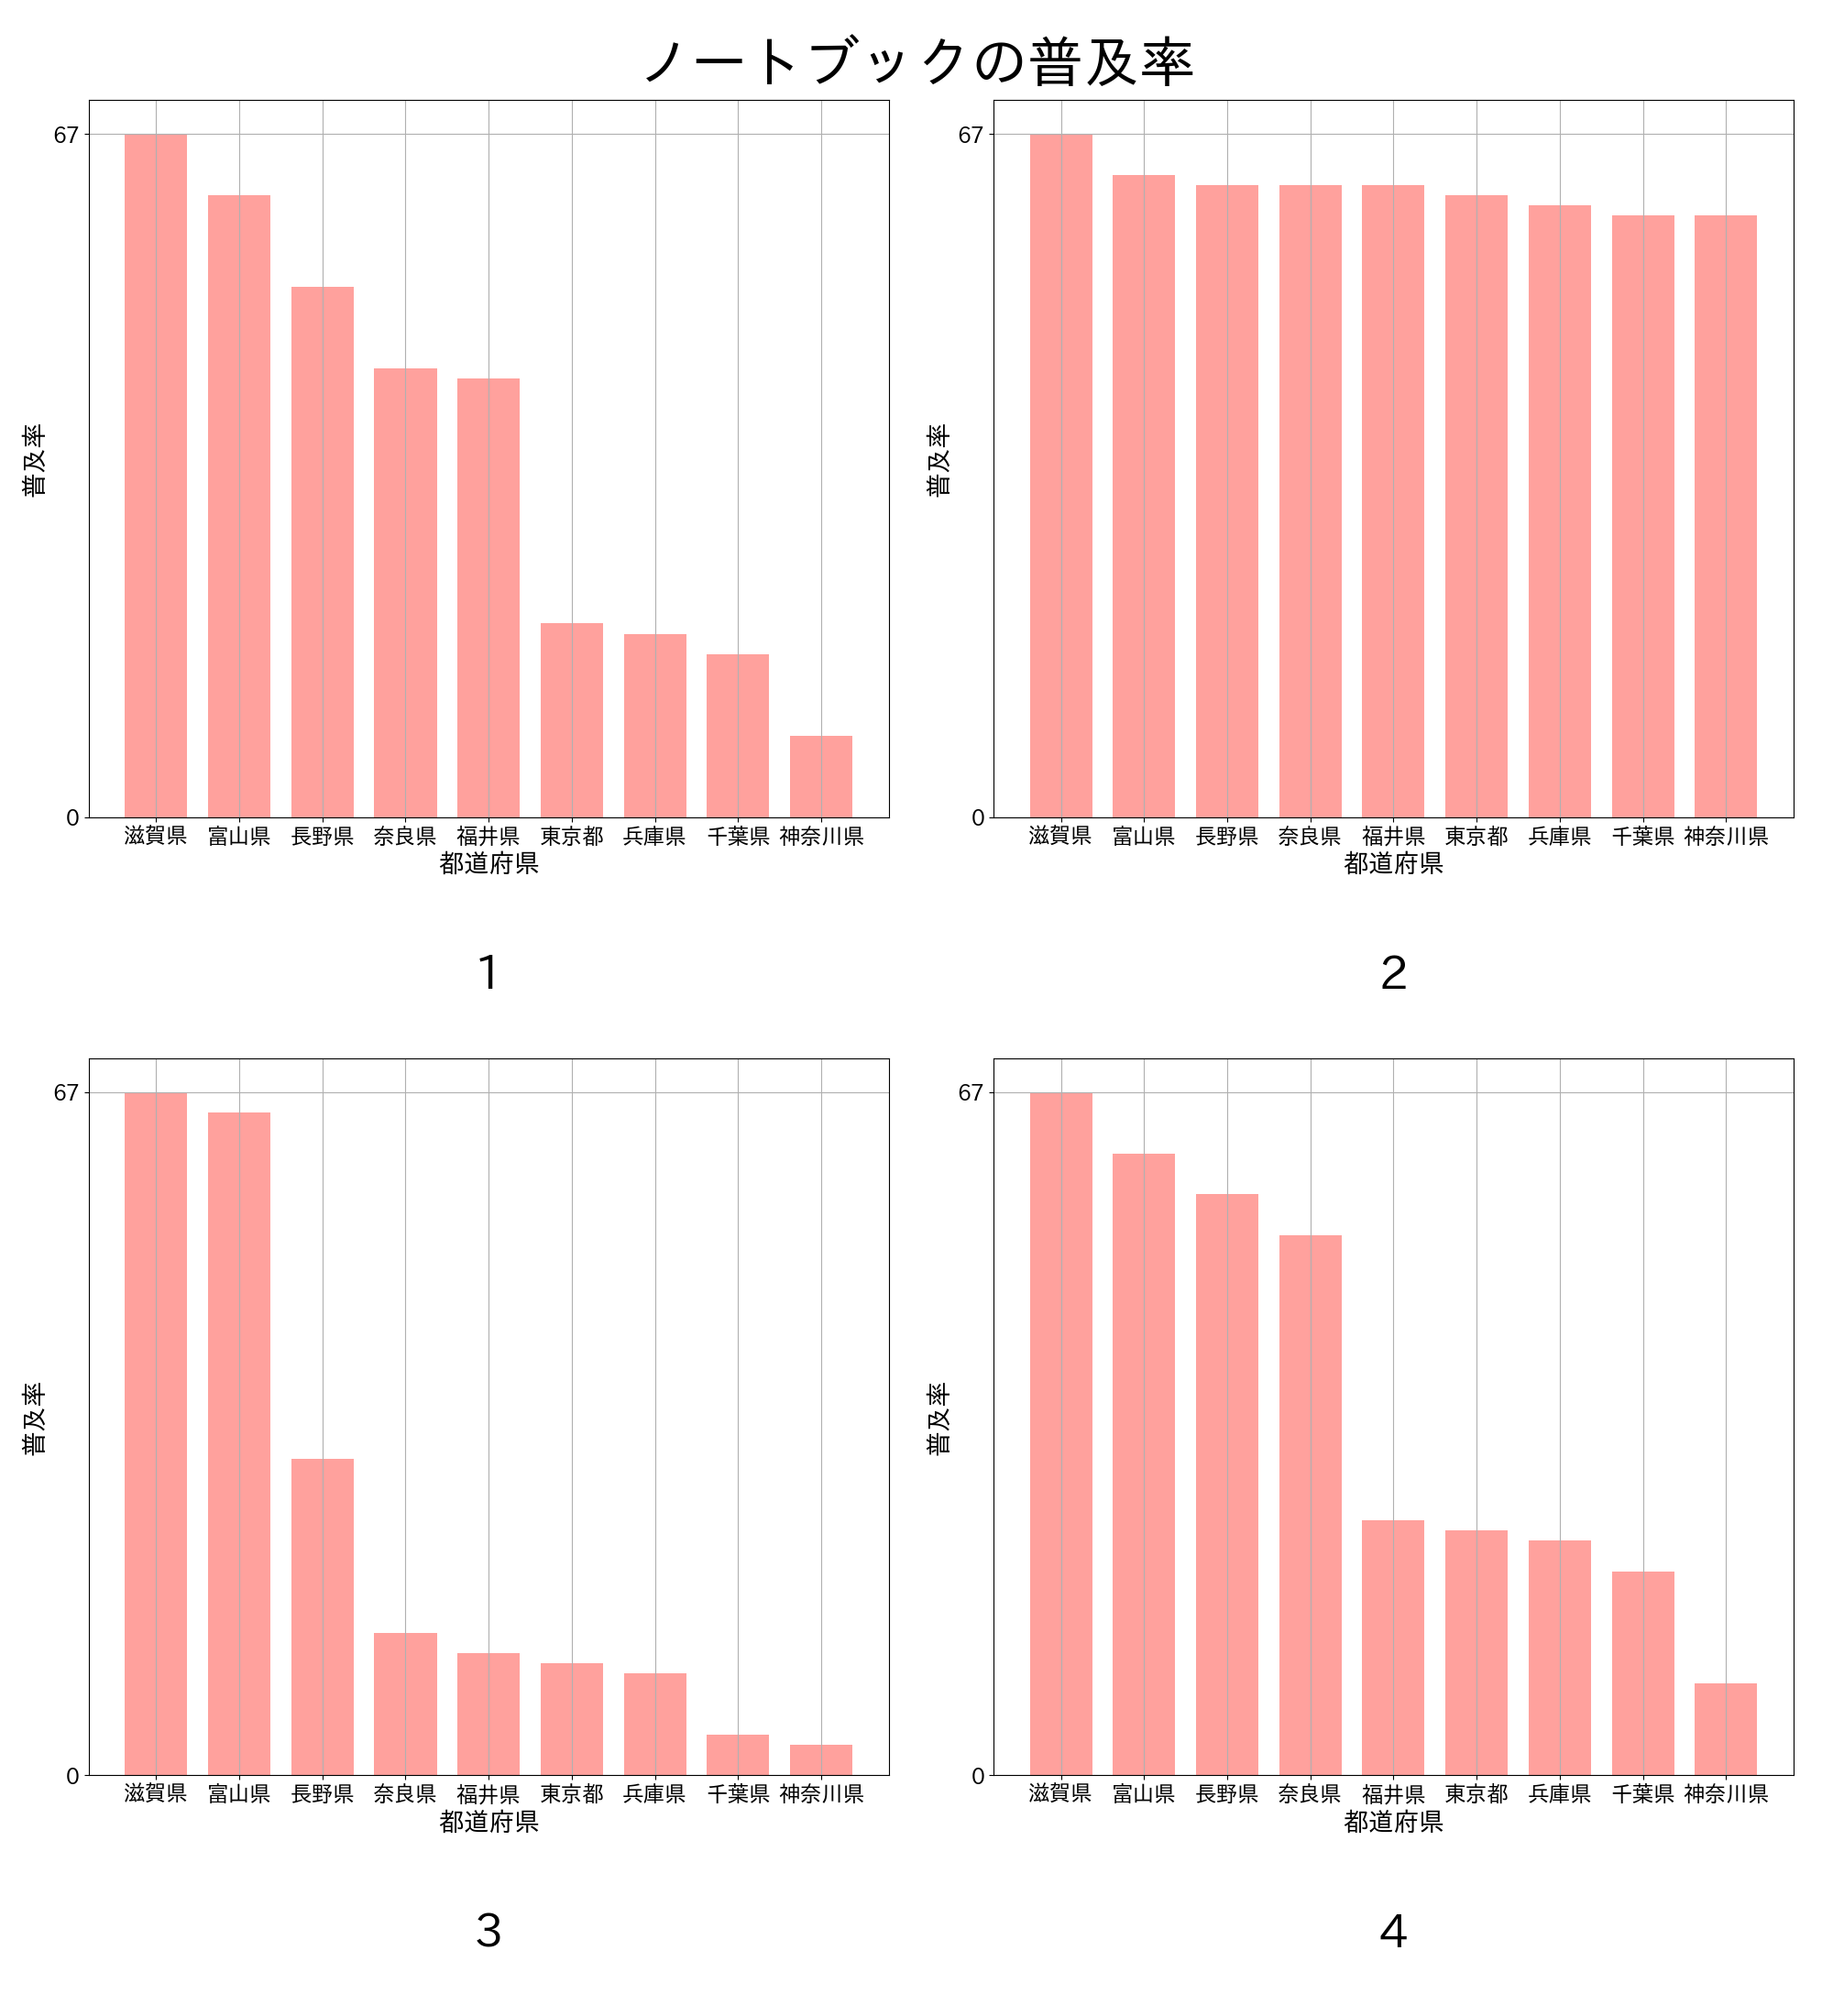 ノートブックの普及率
67
0
普及率
滋賀県 富山県 長野県 奈良県 福井県 東京都 兵庫県 千葉県 神奈川県
都道府県
1
67
0
普及率
滋賀県 富山県 長野県 奈良県 福井県 東京都 兵庫県 千葉県 神奈川県
都道府県
2
67
0
普及率
滋賀県 富山県 長野県 奈良県 福井県 東京都 兵庫県 千葉県 神奈川県
都道府県
3
67
0
普及率
滋賀県 富山県 長野県 奈良県 福井県 東京都 兵庫県 千葉県 神奈川県
都道府県
4